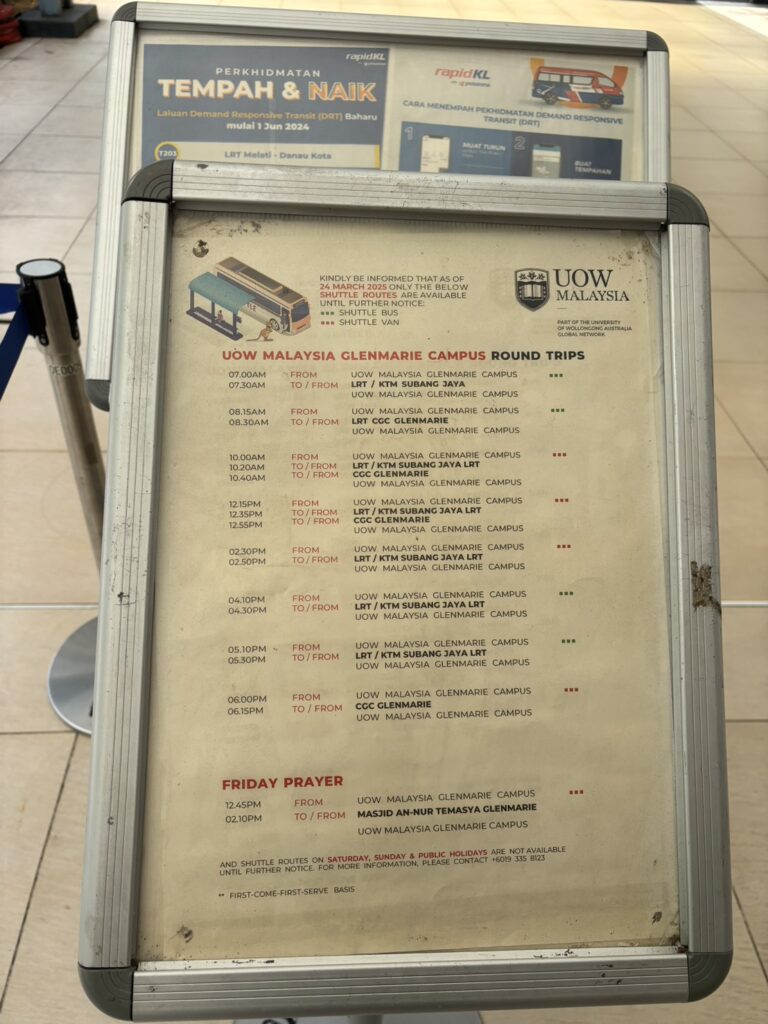 rapidKL
PERKHIDMATAN
TEMPAH & NAIK
Laluan Demand Responsive Transit (DRT) Baharu
mulai 1 Jun 2024
T203
LRT Melati - Danau Kota
rapidKL
CARA MENEMPAH PEKHIDMATAN DEMAND RESPONSIVE
TRANSIT (DRT)
1
MUAT TURUN
2
BUAT
TEMPAHAN
KINDLY BE INFORMED THAT AS OF
24 MARCH 2025 ONLY THE BELOW
SHUTTLE ROUTES ARE AVAILABLE
UNTIL FURTHER NOTICE:
SHUTTLE BUS
SHUTTLE VAN
UOW
MALAYSIA
PART OF THE UNIVERSITY
OF WOLLONGONG AUSTRALIA
GLOBAL NETWORK
UOW MALAYSIA GLENMARIE CAMPUS ROUND TRIPS
07.00AM FROM UOW MALAYSIA GLENMARIE CAMPUS
07.30AM TO / FROM LRT / KTM SUBANG JAYA
UOW MALAYSIA GLENMARIE CAMPUS
08.15AM FROM UOW MALAYSIA GLENMARIE CAMPUS
08.30AM TO / FROM LRT CGC GLENMARIE
UOW MALAYSIA GLENMARIE CAMPUS
10.00AM FROM UOW MALAYSIA GLENMARIE CAMPUS
10.20AM TO / FROM LRT / KTM SUBANG JAYA LRT
10.40AM TO / FROM CGC GLENMARIE
UOW MALAYSIA GLENMARIE CAMPUS
12.15PM FROM UOW MALAYSIA GLENMARIE CAMPUS
12.35PM TO / FROM LRT / KTM SUBANG JAYA LRT
12.55PM TO / FROM CGC GLENMARIE
UOW MALAYSIA GLENMARIE CAMPUS
02.30PM FROM UOW MALAYSIA GLENMARIE CAMPUS
02.50PM TO / FROM LRT / KTM SUBANG JAYA LRT
UOW MALAYSIA GLENMARIE CAMPUS
04.10PM FROM UOW MALAYSIA GLENMARIE CAMPUS
04.30PM TO / FROM LRT / KTM SUBANG JAYA LRT
UOW MALAYSIA GLENMARIE CAMPUS
05.10PM FROM UOW MALAYSIA GLENMARIE CAMPUS
05.30PM TO / FROM LRT / KTM SUBANG JAYA LRT
UOW MALAYSIA GLENMARIE CAMPUS
06.00PM FROM UOW MALAYSIA GLENMARIE CAMPUS
06.15PM TO / FROM CGC GLENMARIE
UOW MALAYSIA GLENMARIE CAMPUS
FRIDAY PRAYER
12.45PM FROM UOW MALAYSIA GLENMARIE CAMPUS
02.10PM TO / FROM MASJID AN-NUR TEMASYA GLENMARIE
UOW MALAYSIA GLENMARIE CAMPUS
AND SHUTTLE ROUTES ON SATURDAY, SUNDAY & PUBLIC HOLIDAYS ARE NOT AVAILABLE
UNTIL FURTHER NOTICE. FOR MORE INFORMATION, PLEASE CONTACT +6019 335 8123
** FIRST-COME-FIRST-SERVE BASIS